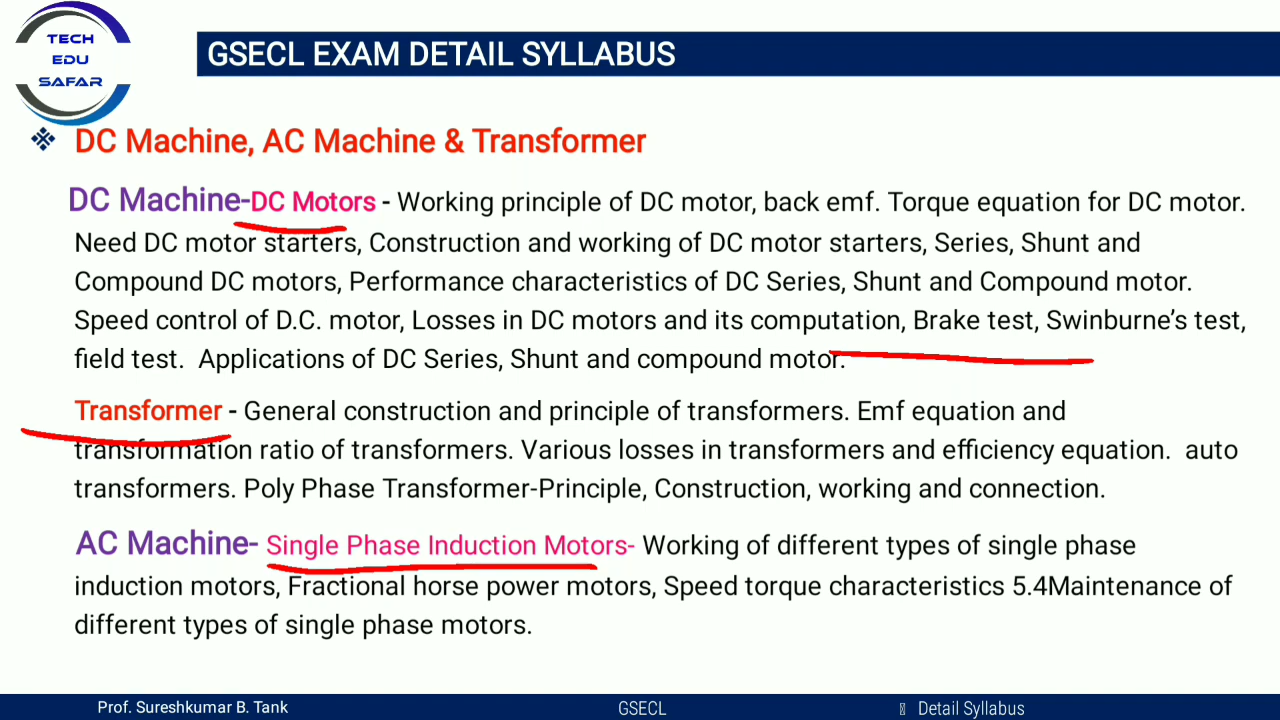 TECH
EDU
SAFAR
GSECL EXAM DETAIL SYLLABUS
DC Machine, AC Machine & Transformer
DC Machine-DC Motors - Working principle of DC motor, back emf. Torque equation for DC motor.
Need DC motor starters, Construction and working of DC motor starters, Series, Shunt and
Compound DC motors, Performance characteristics of DC Series, Shunt and Compound motor.
Speed control of D.C. motor, Losses in DC motors and its computation, Brake test, Swinburne’s test,
field test.  Applications of DC Series, Shunt and compound motor.
Transformer - General construction and principle of transformers. Emf equation and
transformation ratio of transformers. Various losses in transformers and efficiency equation.  auto
transformers. Poly Phase Transformer-Principle, Construction, working and connection.
AC Machine- Single Phase Induction Motors- Working of different types of single phase
induction motors, Fractional horse power motors, Speed torque characteristics 5.4Maintenance of
different types of single phase motors.
Prof. Sureshkumar B. Tank
GSECL
Detail Syllabus